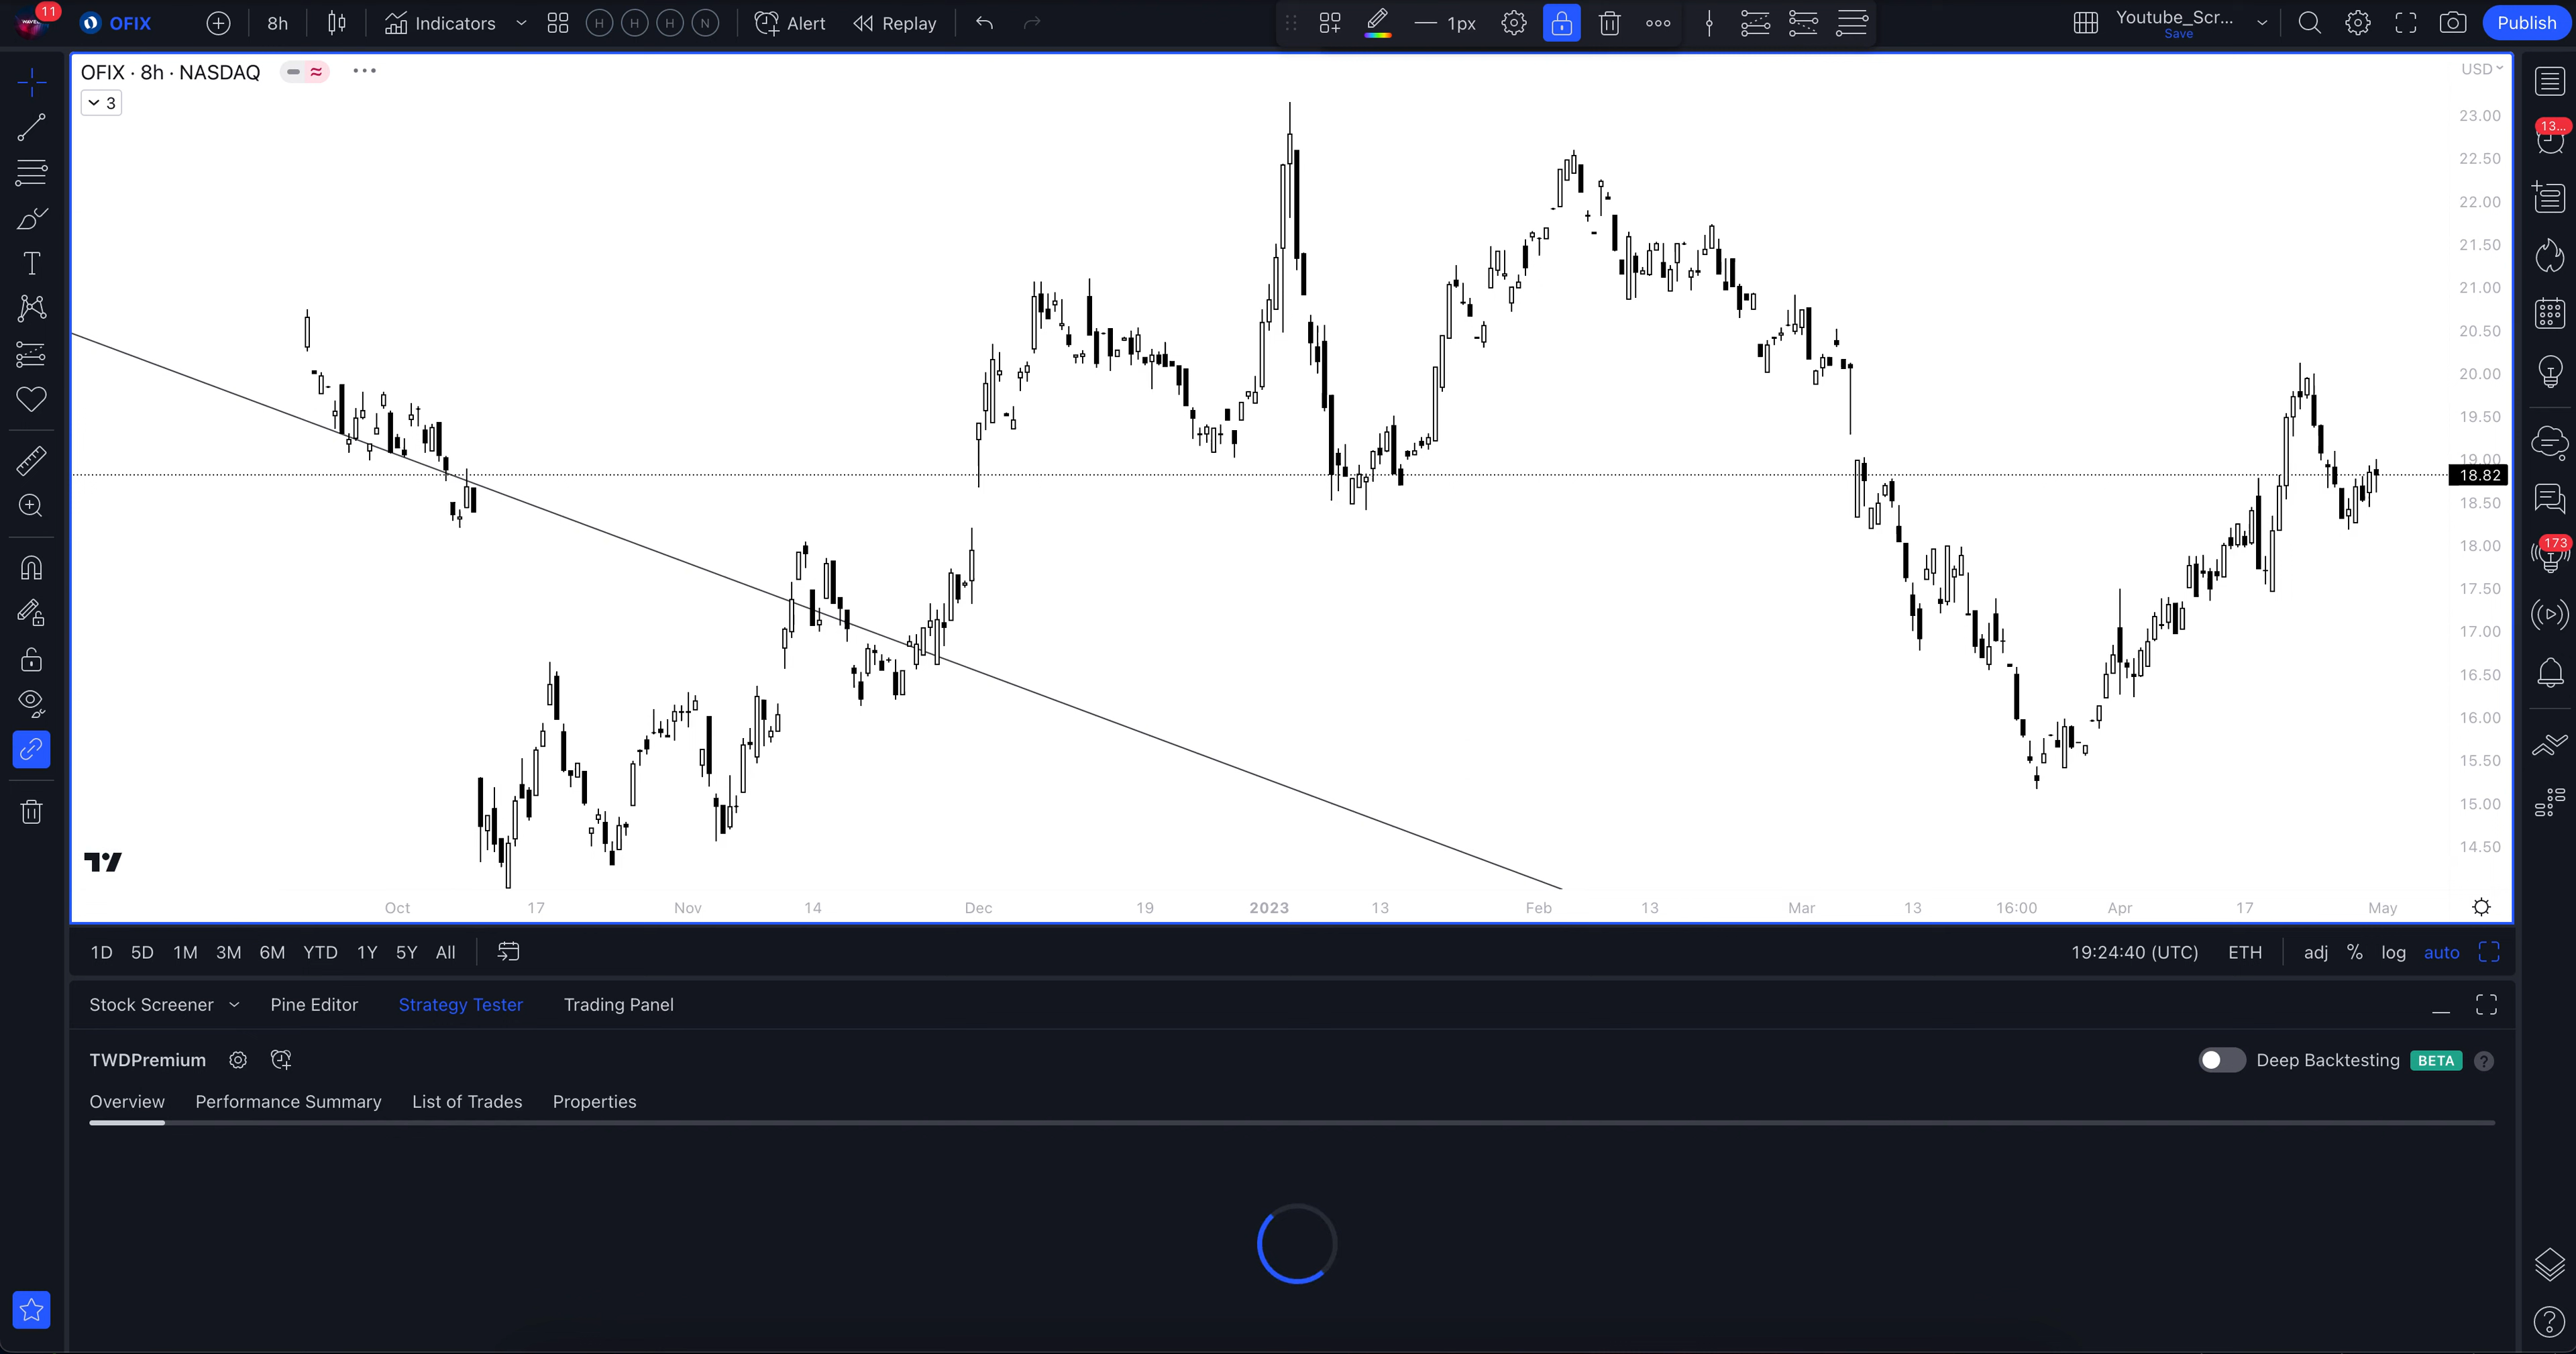 11 OFIX 8h Indicators H H H N Alert Replay 1px Youtube_Scr... Publish
Save
OFIX · 8h · NASDAQ USD
3
23.00
22.50
22.00
21.50
21.00
20.50
20.00
19.50
19.00
18.82
18.50
18.00
17.50
17.00
16.50
16.00
15.50
15.00
14.50
13...
173
Oct 17 Nov 14 Dec 19 2023 13 Feb 13 Mar 13 16:00 Apr 17 May
1D 5D 1M 3M 6M YTD 1Y 5Y All 19:24:40 (UTC) ETH adj % log auto
Stock Screener Pine Editor Strategy Tester Trading Panel
TWDPremium Deep Backtesting BETA ?
Overview Performance Summary List of Trades Properties